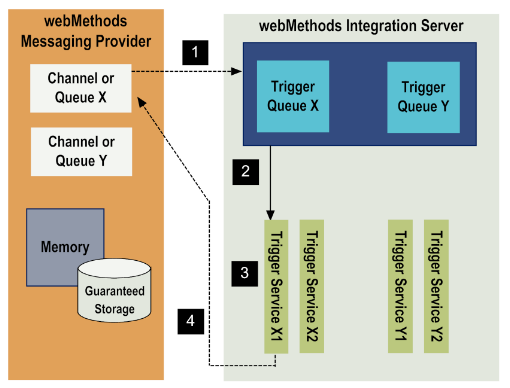 webMethods
Messaging Provider
Channel or
Queue X
Channel or
Queue Y
Memory
Guaranteed
Storage
1
2
3
4
webMethods Integration Server
Trigger
Queue X
Trigger
Queue Y
Trigger Service X1
Trigger Service X2
Trigger Service Y1
Trigger Service Y2